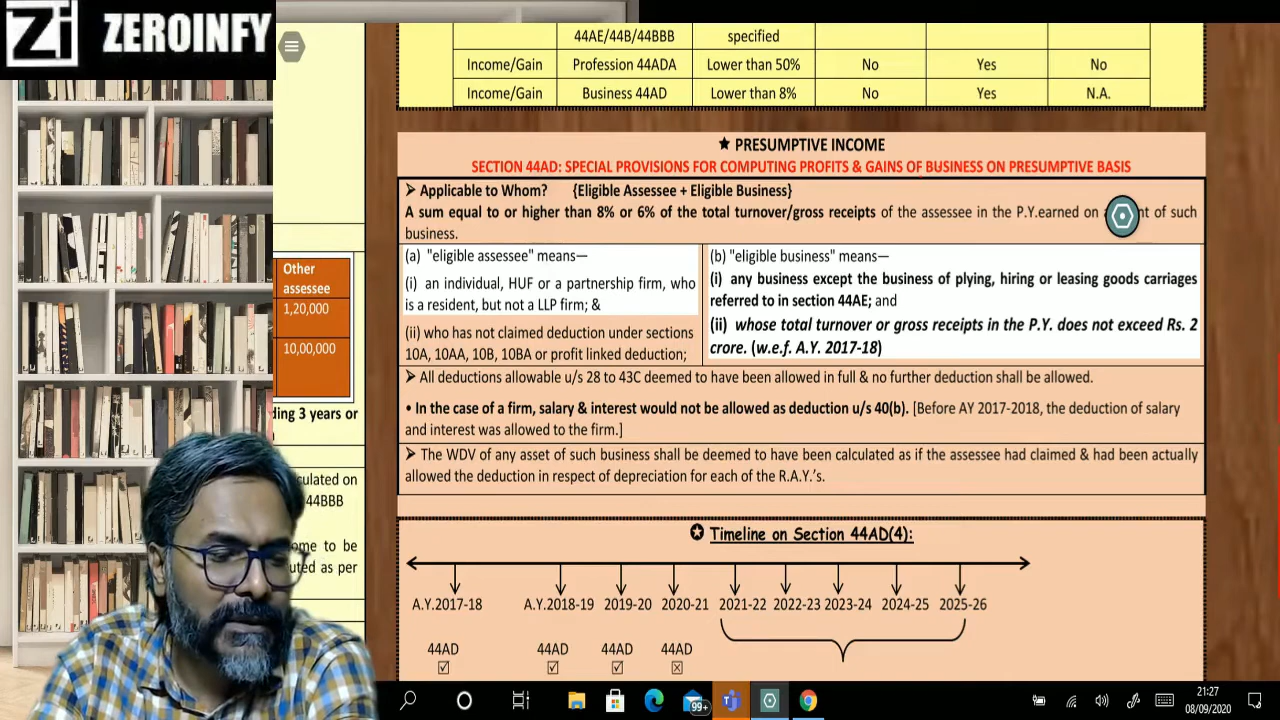 Zi ZEROINFY
44AE/44B/44BBB specified
Income/Gain Profession 44ADA Lower than 50% No Yes No
Income/Gain Business 44AD Lower than 8% No Yes N.A.
★ PRESUMPTIVE INCOME
SECTION 44AD: SPECIAL PROVISIONS FOR COMPUTING PROFITS & GAINS OF BUSINESS ON PRESUMPTIVE BASIS
➤ Applicable to Whom? {Eligible Assessee + Eligible Business}
A sum equal to or higher than 8% or 6% of the total turnover/gross receipts of the assessee in the P.Y.earned on of such
business.
(a) "eligible assessee" means—
(i) an individual, HUF or a partnership firm, who
is a resident, but not a LLP firm; &
(ii) who has not claimed deduction under sections
10A, 10AA, 10B, 10BA or profit linked deduction;
(b) "eligible business" means—
(i) any business except the business of plying, hiring or leasing goods carriages
referred to in section 44AE; and
(ii) whose total turnover or gross receipts in the P.Y. does not exceed Rs. 2
crore. (w.e.f. A.Y. 2017-18)
➤ All deductions allowable u/s 28 to 43C deemed to have been allowed in full & no further deduction shall be allowed.
• In the case of a firm, salary & interest would not be allowed as deduction u/s 40(b). [Before AY 2017-2018, the deduction of salary
and interest was allowed to the firm.]
➤ The WDV of any asset of such business shall be deemed to have been calculated as if the assessee had claimed & had been actually
allowed the deduction in respect of depreciation for each of the R.A.Y.'s.
✪ Timeline on Section 44AD(4):
A.Y.2017-18 A.Y.2018-19 2019-20 2020-21 2021-22 2022-23 2023-24 2024-25 2025-26
44AD 44AD 44AD 44AD
☑ ☑ ☑ ☒
Other
assessee
1,20,000
10,00,000
ding 3 years or
culated on
44BBB
ome to be
uted as per
99+
21:27
08/09/2020